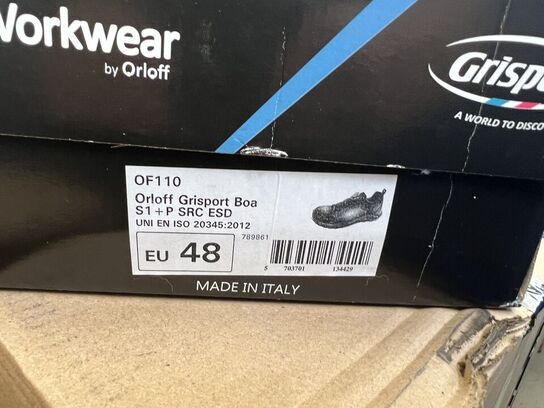 Workwear
by Orloff
Grispo
A WORLD TO DISCO
OF110
Orloff Grisport Boa
S1+P SRC ESD
UNI EN ISO 20345:2012
789861
EU 48
5 703701 134429
MADE IN ITALY